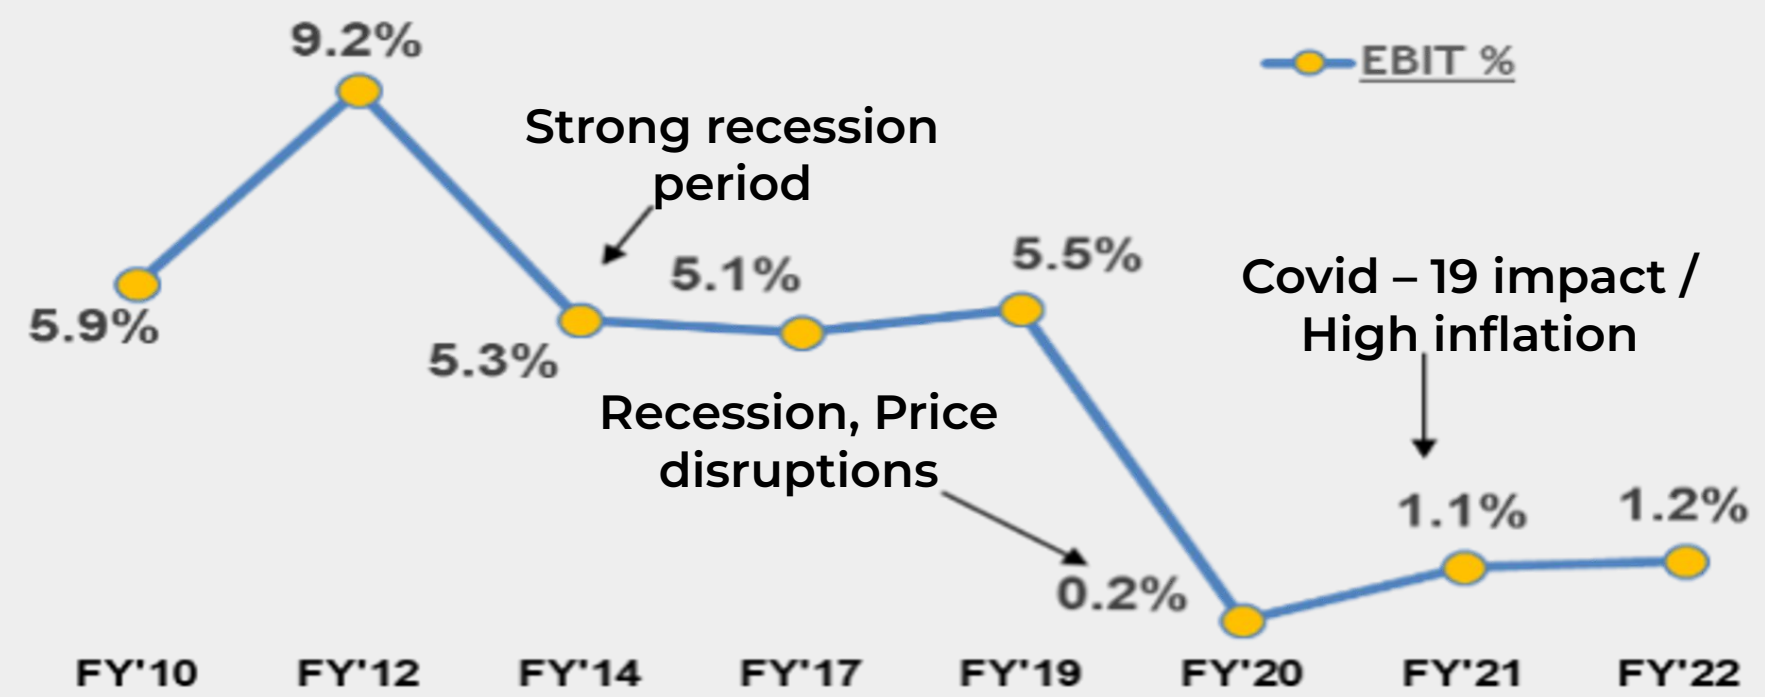 9.2%
EBIT %
Strong recession
period
5.9%
5.3%
5.1%
5.5%
Covid – 19 impact /
High inflation
Recession, Price
disruptions
0.2%
1.1%
1.2%
FY'10 FY'12 FY'14 FY'17 FY'19 FY'20 FY'21 FY'22